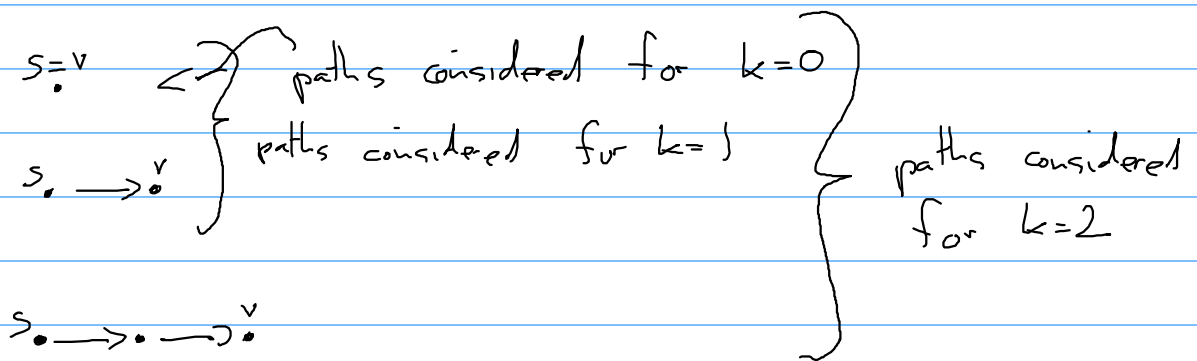 s=v
paths considered for k=0
paths considered for k=1
s v
paths considered
for k=2
s v